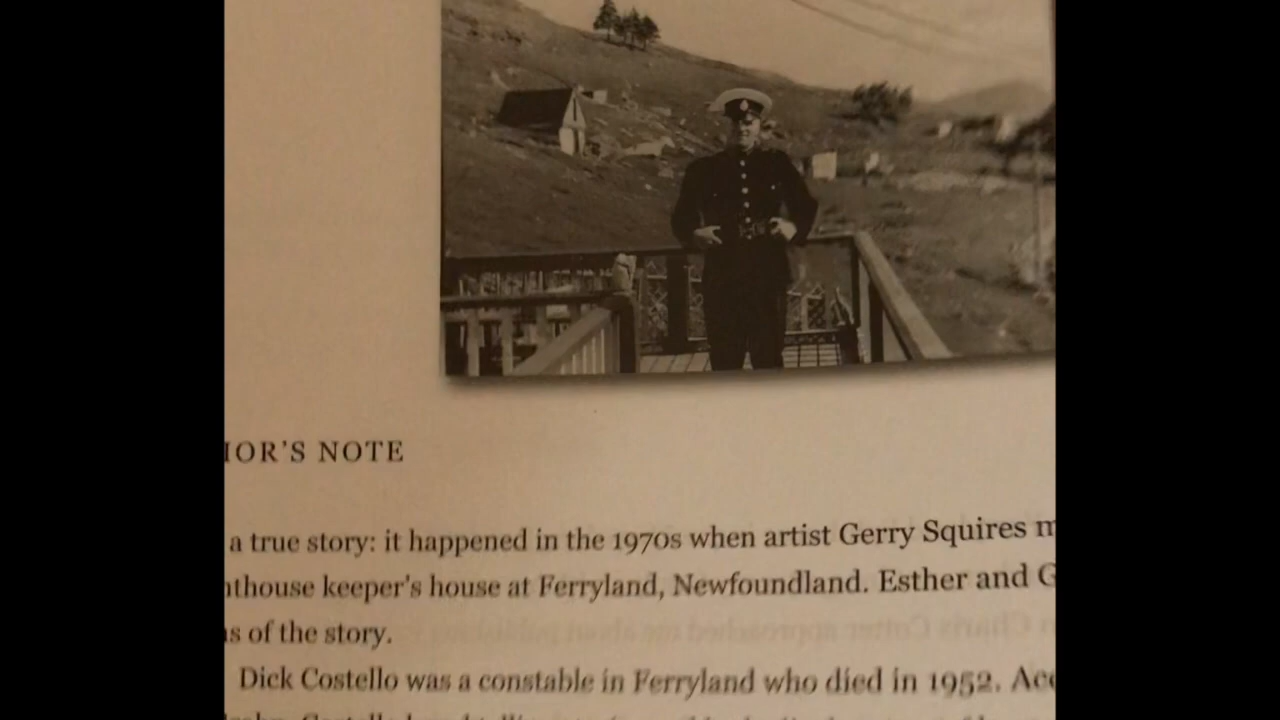 IOR'S NOTE
a true story: it happened in the 1970s when artist Gerry Squires m
thouse keeper's house at Ferryland, Newfoundland. Esther and G
s of the story.
Dick Costello was a constable in Ferryland who died in 1952. Acc